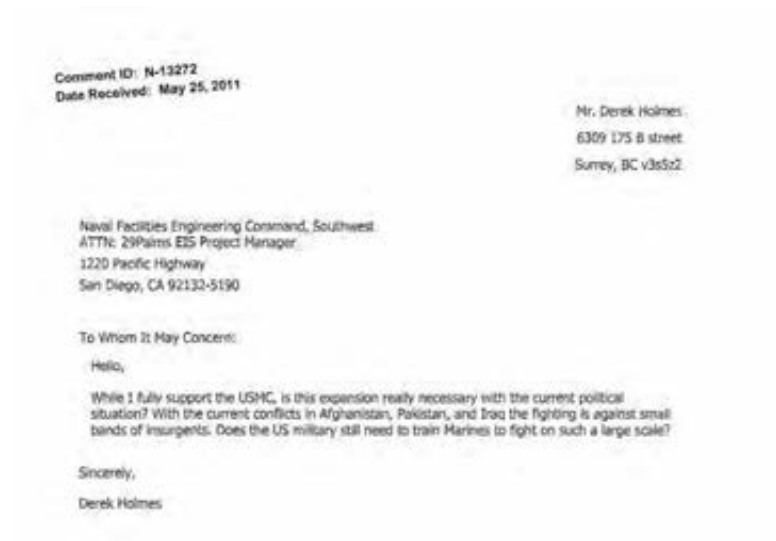 Comment ID: N-13272
Date Received: May 25, 2011
Mr. Derek Holmes
6309 175 B street
Surrey, BC v3s5z2
Naval Facilities Engineering Command, Southwest
ATTN: 29Palms EIS Project Manager
1220 Pacific Highway
San Diego, CA 92132-5190
To Whom It May Concern:
Hello,
While I fully support the USMC, is this expansion really necessary with the current political
situation? With the current conflicts in Afghanistan, Pakistan, and Iraq the fighting is against small
bands of insurgents. Does the US military still need to train Marines to fight on such a large scale?
Sincerely,
Derek Holmes